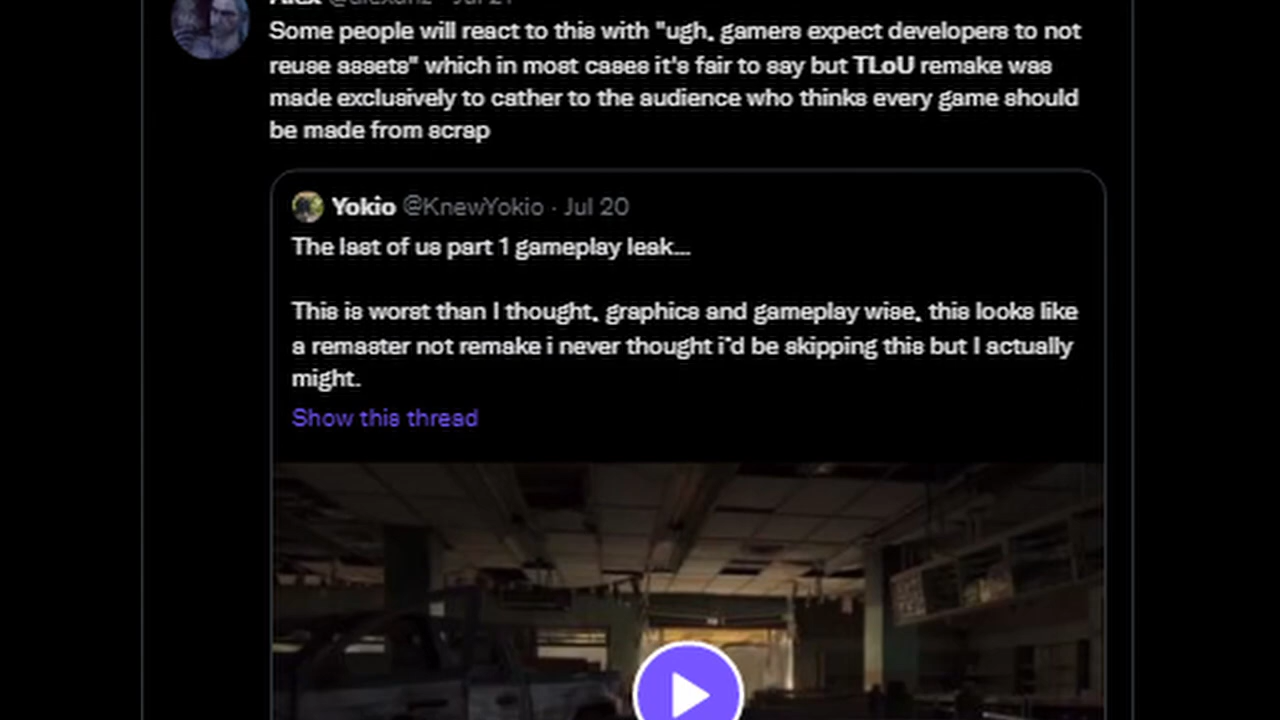 Some people will react to this with "ugh, gamers expect developers to not
reuse assets" which in most cases it's fair to say but TLoU remake was
made exclusively to cather to the audience who thinks every game should
be made from scrap
Yokio @KnewYokio · Jul 20
The last of us part 1 gameplay leak...
This is worst than I thought, graphics and gameplay wise, this looks like
a remaster not remake i never thought i'd be skipping this but I actually
might.
Show this thread